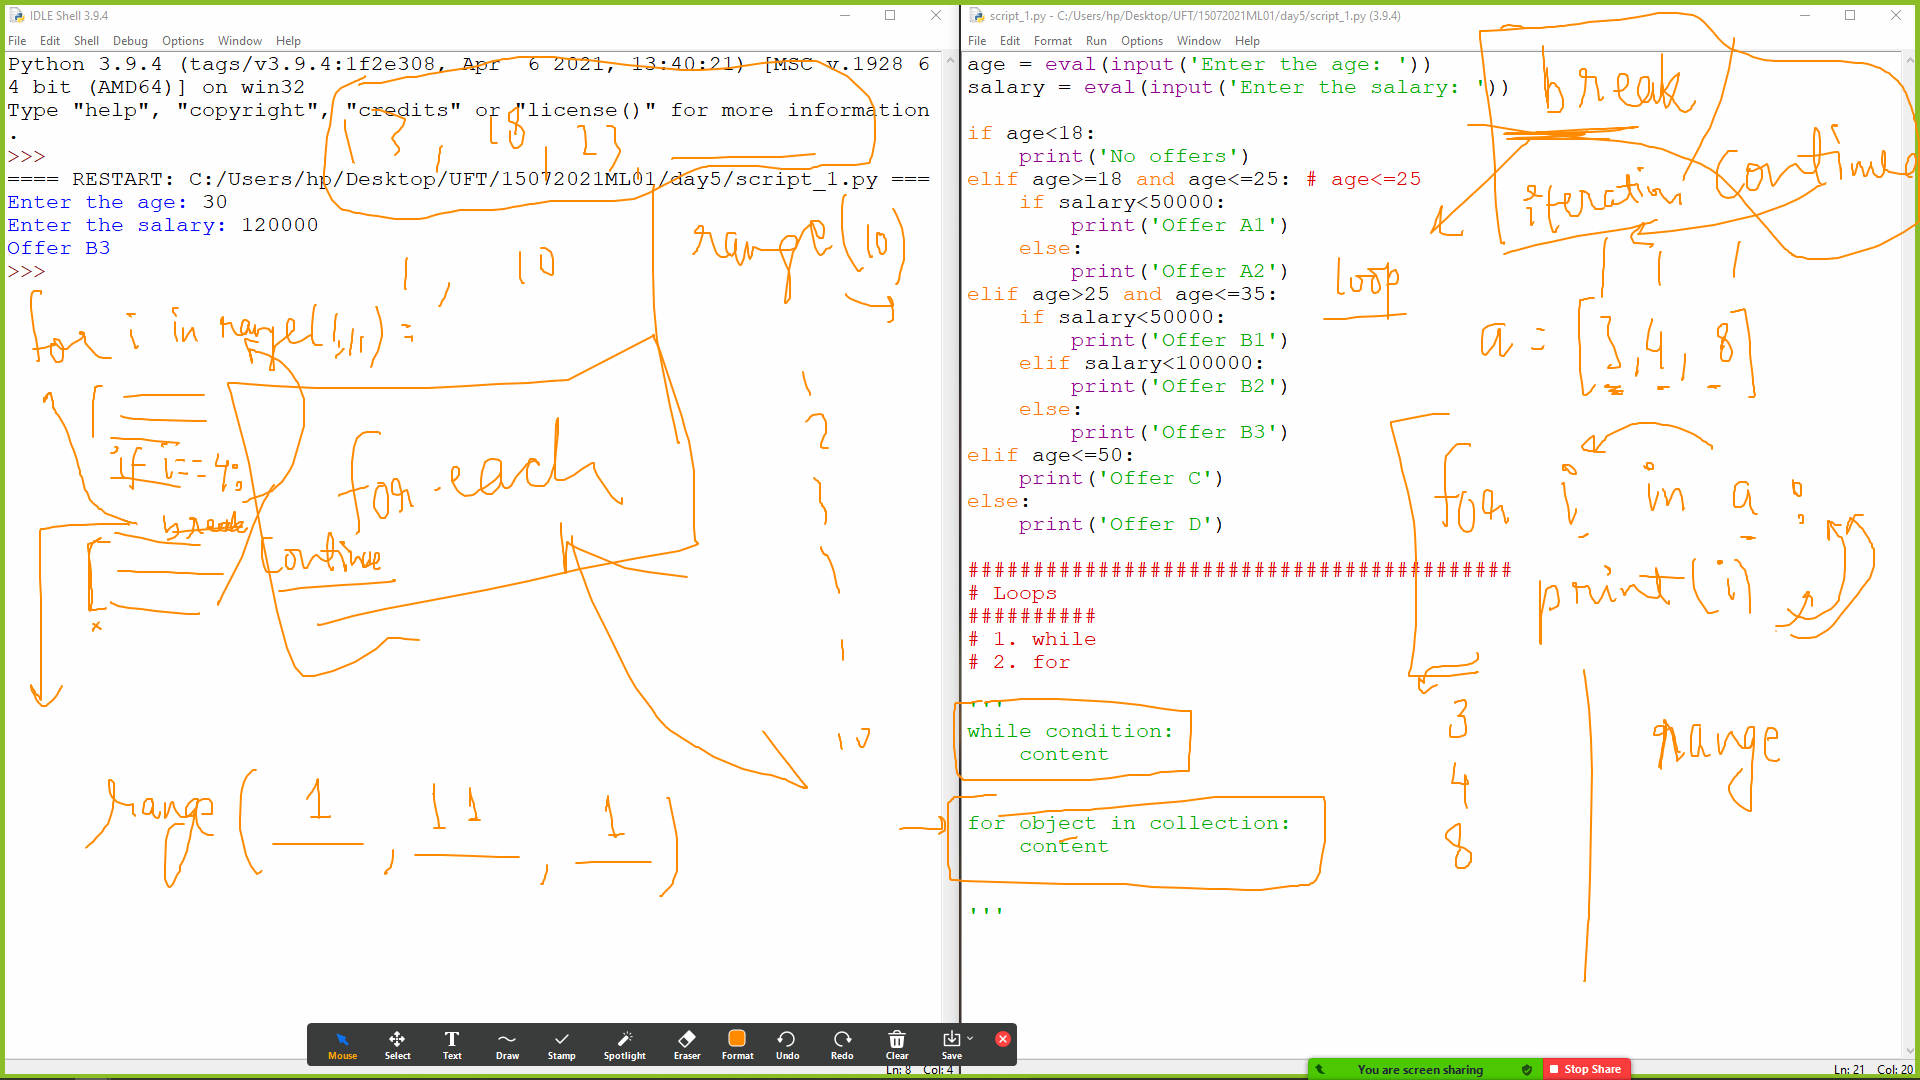 IDLE Shell 3.9.4
File Edit Shell Debug Options Window Help
Python 3.9.4 (tags/v3.9.4:1f2e308, Apr  6 2021, 13:40:21) [MSC v.1928 6
4 bit (AMD64)] on win32
Type "help", "copyright", "credits" or "license()" for more information
.
>>>
==== RESTART: C:/Users/hp/Desktop/UFT/15072021ML01/day5/script_1.py ===
Enter the age: 30
Enter the salary: 120000
Offer B3
>>>
range(10)
1, 10
for i in range(1,11):
if i==4:
break
continue
for each
1
2
3
10
range(1, 11, 1)
Ln: 8 Col: 4
script_1.py - C:/Users/hp/Desktop/UFT/15072021ML01/day5/script_1.py (3.9.4)
File Edit Format Run Options Window Help
age = eval(input('Enter the age: '))
salary = eval(input('Enter the salary: '))
if age<18:
    print('No offers')
elif age>=18 and age<=25: # age<=25
    if salary<50000:
        print('Offer A1')
    else:
        print('Offer A2')
elif age>25 and age<=35:
    if salary<50000:
        print('Offer B1')
    elif salary<100000:
        print('Offer B2')
    else:
        print('Offer B3')
elif age<=50:
    print('Offer C')
else:
    print('Offer D')
##########################################
# Loops
##########
# 1. while
# 2. for
'''
while condition:
    content
for object in collection:
    content
'''
break
continue
iteration
loop
a = [3,4,8]
for i in a:
print(i)
3
4
8
range
Mouse Select Text Draw Stamp Spotlight Eraser Format Undo Redo Clear Save
You are screen sharing Stop Share
Ln: 21 Col: 20